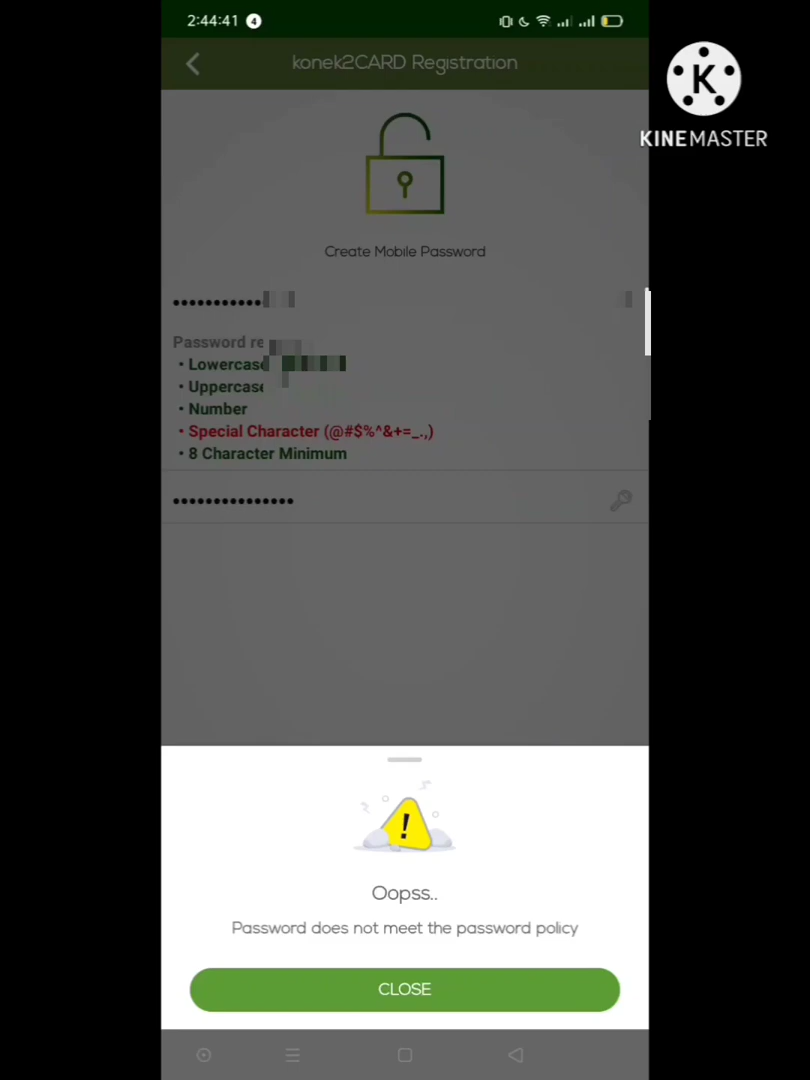 2:44:41 4
konek2CARD Registration
KINEMASTER
Create Mobile Password
Password
• Lowercase
• Uppercase
• Number
• Special Character (@#$%^&+=_.,)
• 8 Character Minimum
Oopss..
Password does not meet the password policy
CLOSE